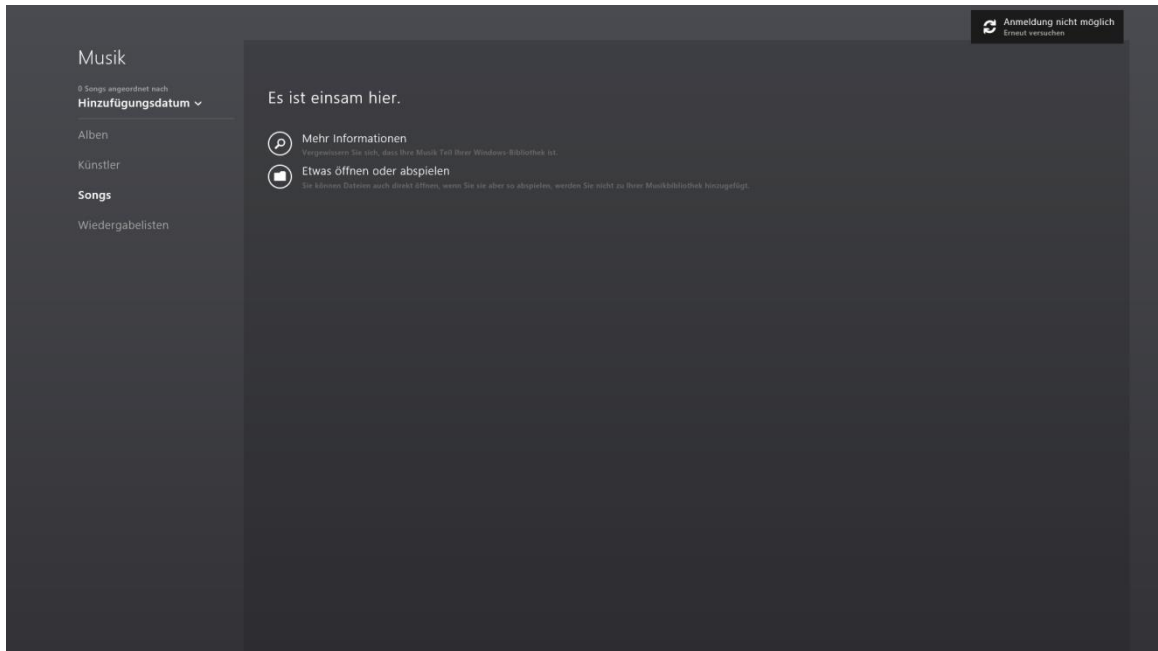 Anmeldung nicht möglich
Erneut versuchen
Musik
0 Songs angeordnet nach
Hinzufügungsdatum
Alben
Künstler
Songs
Wiedergabelisten
Es ist einsam hier.
Mehr Informationen
Vergewissern Sie sich, dass Ihre Musik Teil Ihrer Windows-Bibliothek ist.
Etwas öffnen oder abspielen
Sie können Dateien auch direkt öffnen, wenn Sie sie aber so abspielen, werden Sie nicht zu Ihrer Musikbibliothek hinzugefügt.